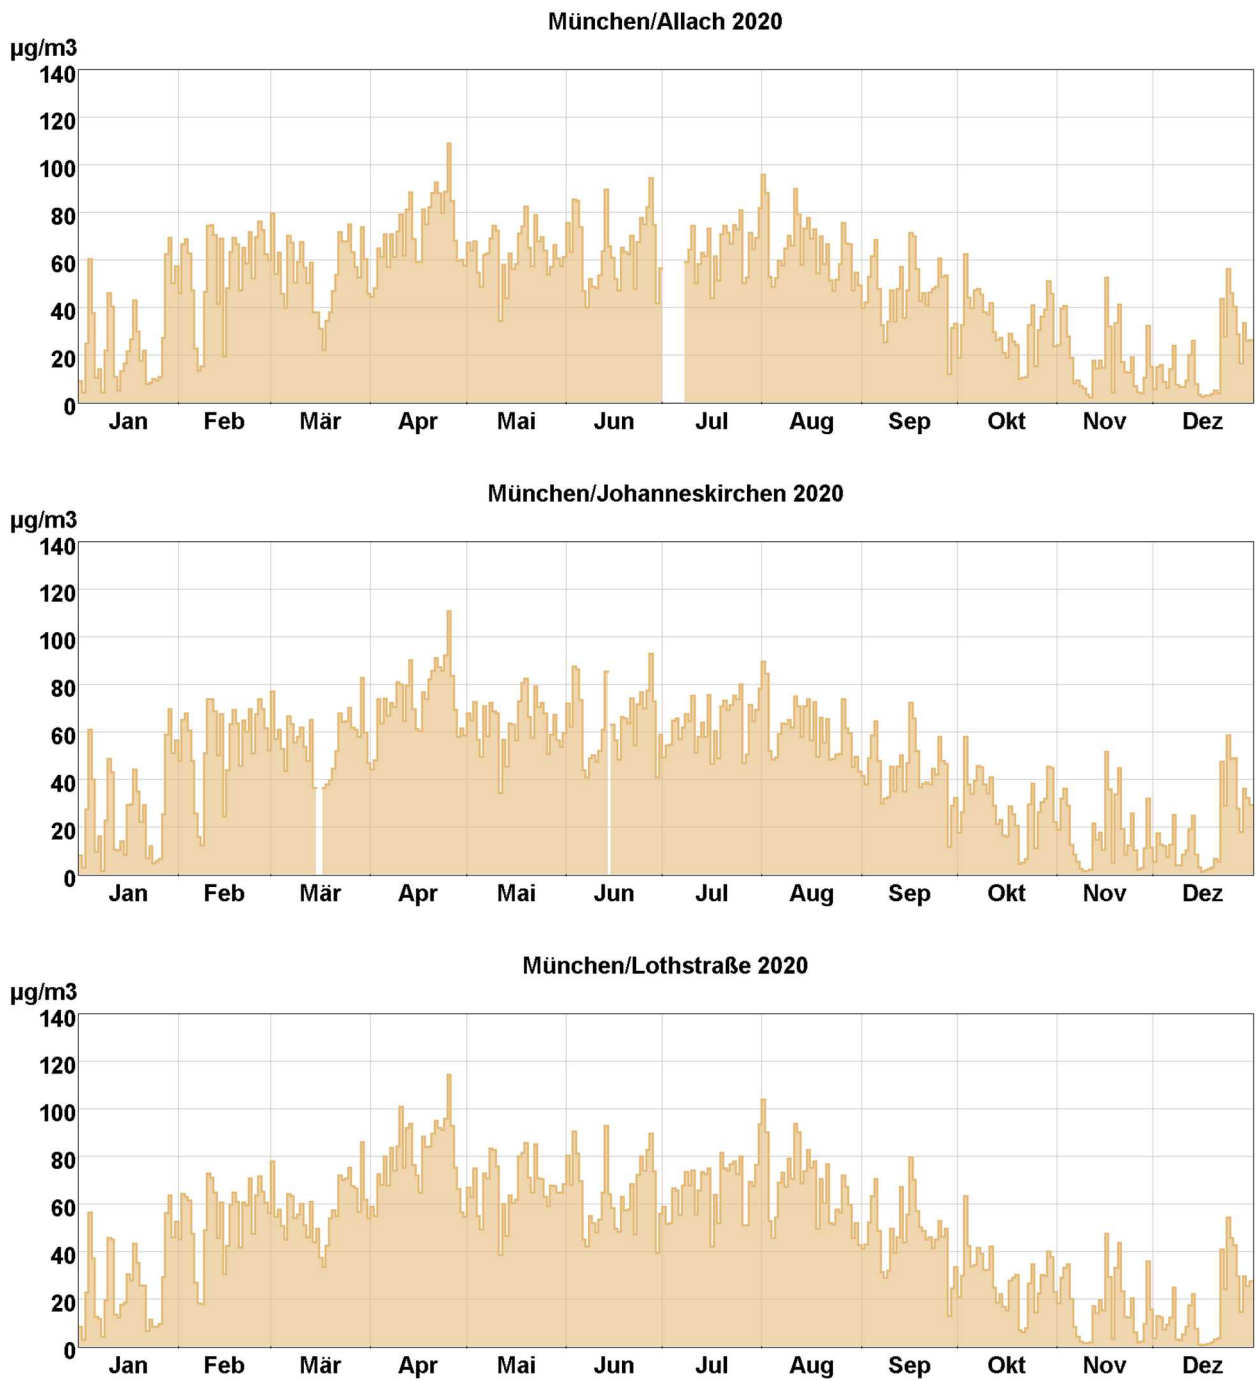 München/Allach 2020
µg/m3
140
120
100
80
60
40
20
0
Jan Feb Mär Apr Mai Jun Jul Aug Sep Okt Nov Dez
München/Johanneskirchen 2020
µg/m3
140
120
100
80
60
40
20
0
Jan Feb Mär Apr Mai Jun Jul Aug Sep Okt Nov Dez
München/Lothstraße 2020
µg/m3
140
120
100
80
60
40
20
0
Jan Feb Mär Apr Mai Jun Jul Aug Sep Okt Nov Dez